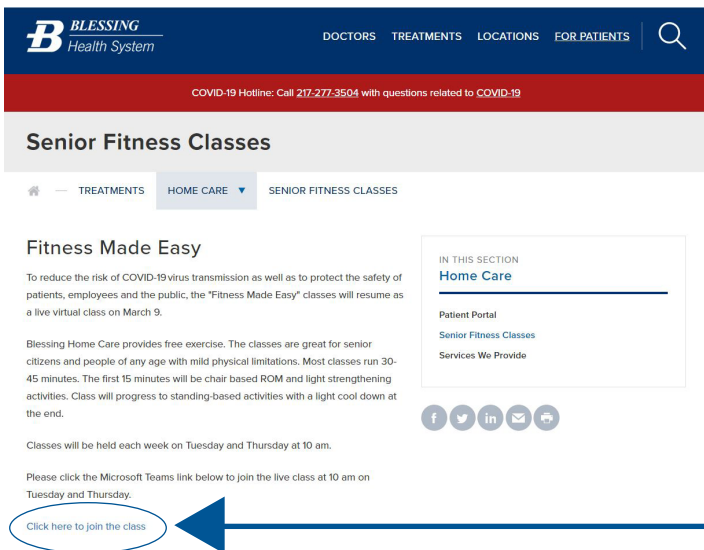 BLESSING
Health System
DOCTORS TREATMENTS LOCATIONS FOR PATIENTS
COVID-19 Hotline: Call 217-277-3504 with questions related to COVID-19
Senior Fitness Classes
TREATMENTS HOME CARE SENIOR FITNESS CLASSES
Fitness Made Easy
To reduce the risk of COVID-19 virus transmission as well as to protect the safety of
patients, employees and the public, the "Fitness Made Easy" classes will resume as
a live virtual class on March 9.
Blessing Home Care provides free exercise. The classes are great for senior
citizens and people of any age with mild physical limitations. Most classes run 30-
45 minutes. The first 15 minutes will be chair based ROM and light strengthening
activities. Class will progress to standing-based activities with a light cool down at
the end.
Classes will be held each week on Tuesday and Thursday at 10 am.
Please click the Microsoft Teams link below to join the live class at 10 am on
Tuesday and Thursday.
Click here to join the class
IN THIS SECTION
Home Care
Patient Portal
Senior Fitness Classes
Services We Provide